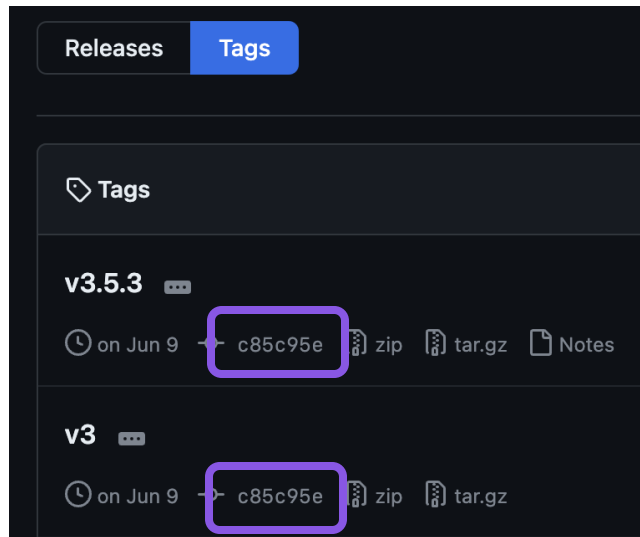 Releases Tags
Tags
v3.5.3
on Jun 9 c85c95e zip tar.gz Notes
v3
on Jun 9 c85c95e zip tar.gz